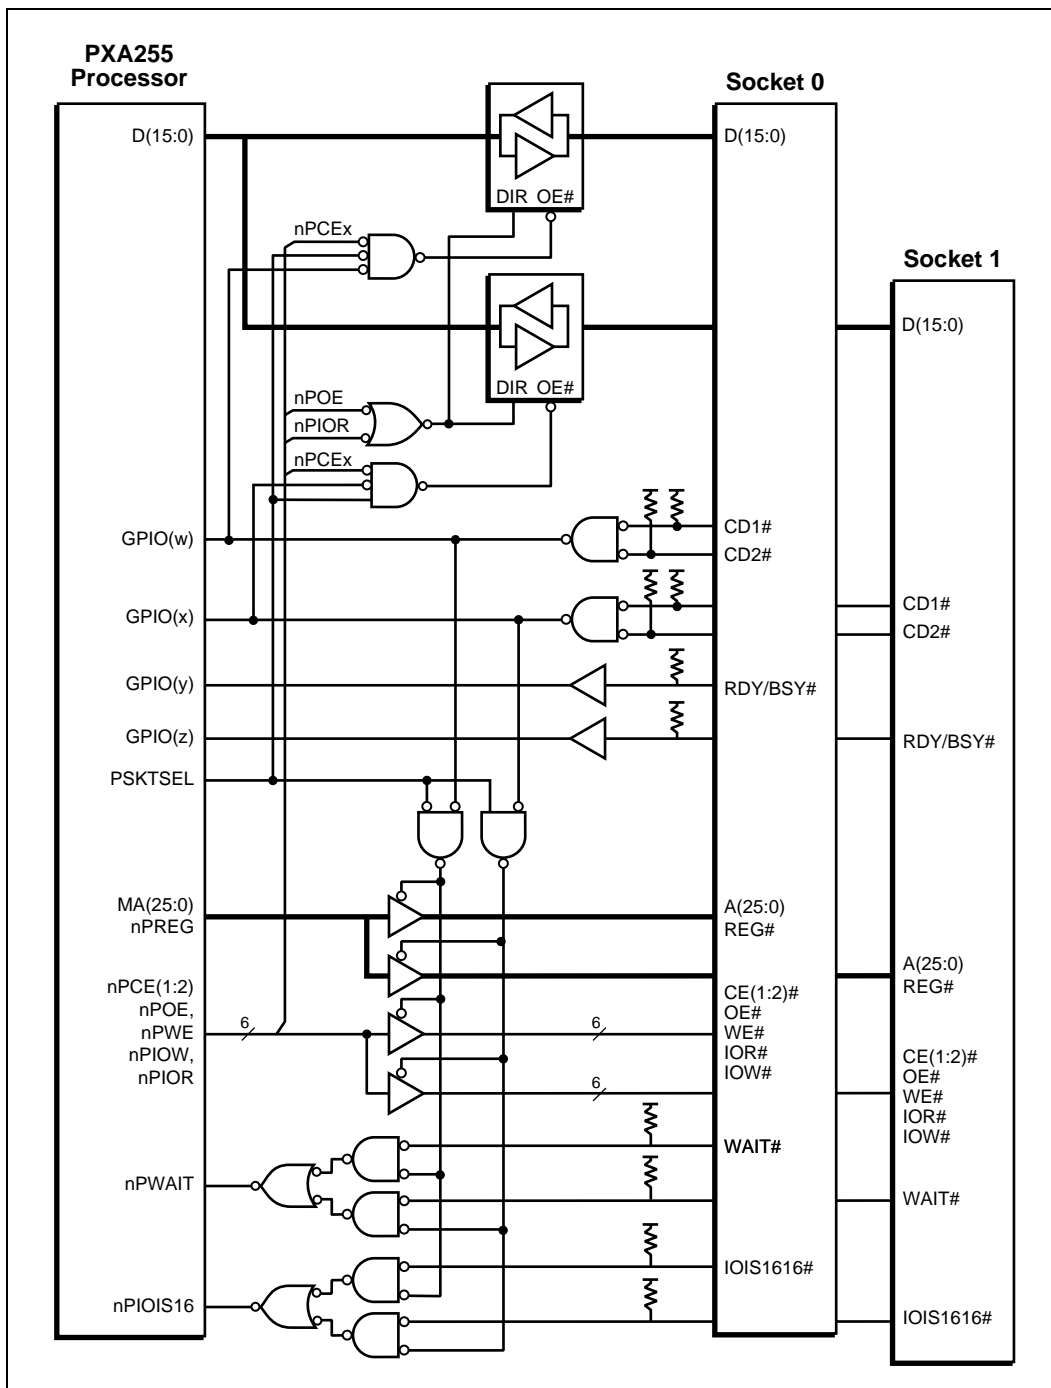 PXA255
Processor
Socket 0
D(15:0)
D(15:0)
DIR OE#
nPCEx
Socket 1
D(15:0)
DIR OE#
nPOE
nPIOR
nPCEx
GPIO(w)
CD1#
CD2#
GPIO(x)
CD1#
CD2#
GPIO(y)
RDY/BSY#
GPIO(z)
RDY/BSY#
PSKTSEL
MA(25:0)
nPREG
A(25:0)
REG#
A(25:0)
REG#
nPCE(1:2)
nPOE,
nPWE
nPIOW,
nPIOR
6
6
6
CE(1:2)#
OE#
WE#
IOR#
IOW#
CE(1:2)#
OE#
WE#
IOR#
IOW#
WAIT#
nPWAIT
WAIT#
IOIS1616#
nPIOIS16
IOIS1616#